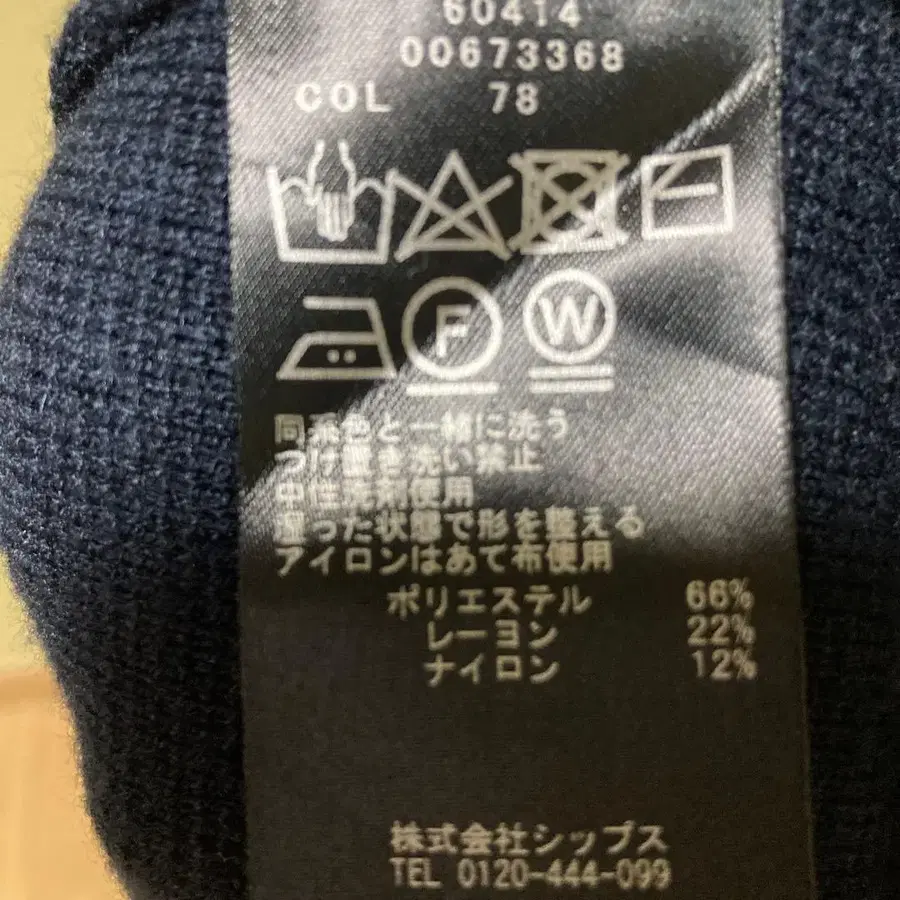 60414
00673368
COL 78
F
W
同系色と一緒に洗う
つけ置き洗い禁止
中性洗剤使用
湿った状態で形を整える
アイロンはあて布使用
ポリエステル 66%
レーヨン 22%
ナイロン 12%
株式会社シップス
TEL 0120-444-099